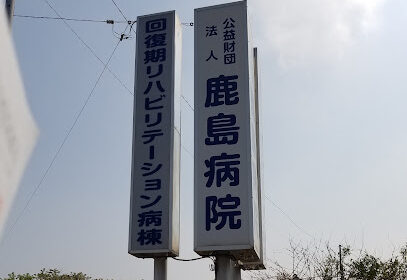 公益財団
法人
鹿島病院
回復期リハビリテーション病棟